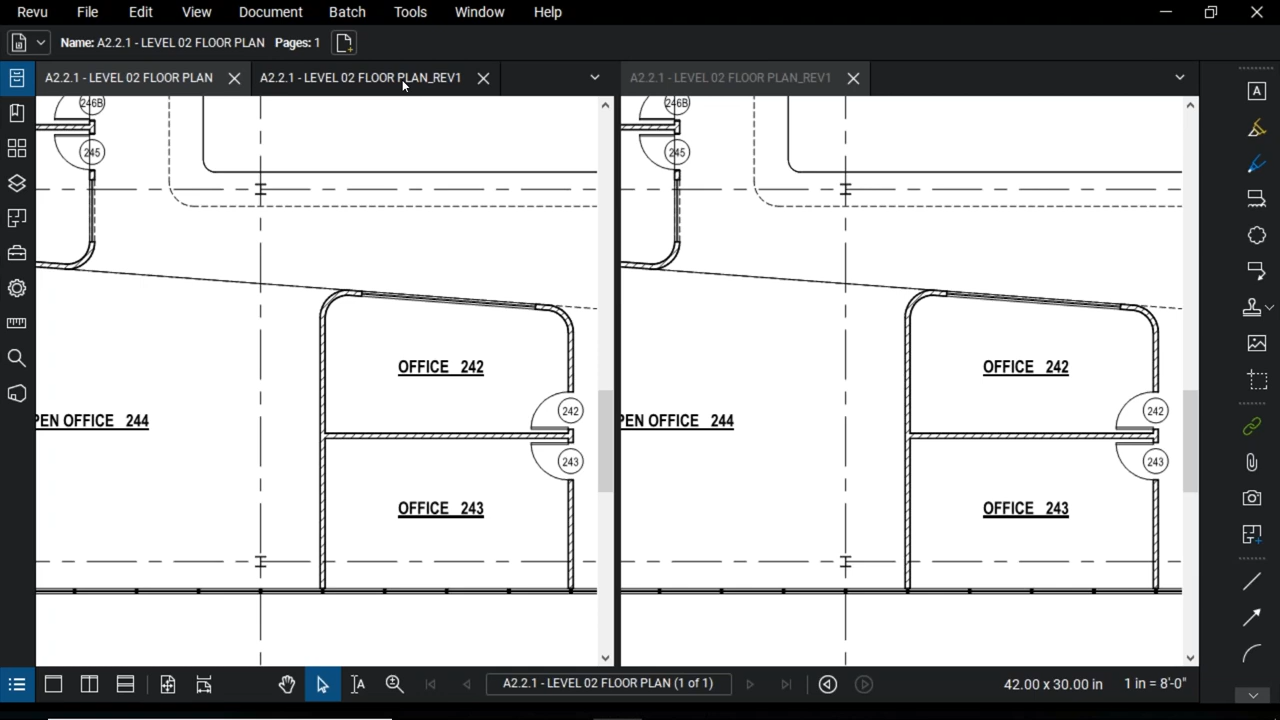 Revu File Edit View Document Batch Tools Window Help
Name: A2.2.1 - LEVEL 02 FLOOR PLAN Pages: 1
A2.2.1 - LEVEL 02 FLOOR PLAN A2.2.1 - LEVEL 02 FLOOR PLAN_REV1 A2.2.1 - LEVEL 02 FLOOR PLAN_REV1
246B
245
OFFICE 242
242
PEN OFFICE 244
243
OFFICE 243
246B
245
OFFICE 242
242
PEN OFFICE 244
243
OFFICE 243
A2.2.1 - LEVEL 02 FLOOR PLAN (1 of 1) 42.00 x 30.00 in 1 in = 8'-0"